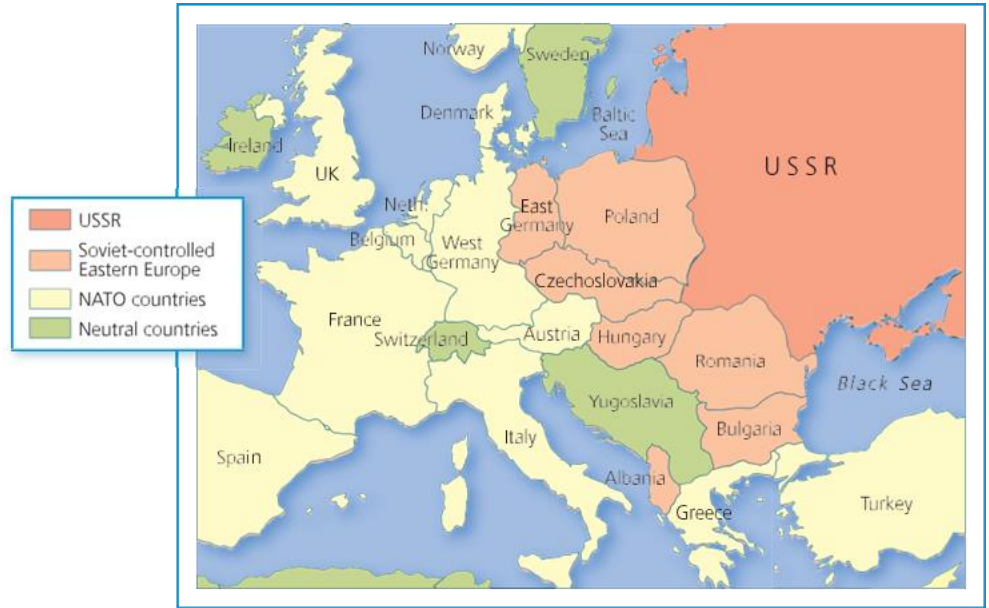 Norway
Sweden
Denmark
Baltic
Sea
Ireland
UK
USSR
Neth.
East
Germany
Poland
Belgium
West
Germany
Czechoslovakia
France
Switzerland
Austria
Hungary
Romania
Black Sea
Yugoslavia
Bulgaria
Italy
Spain
Albania
Greece
Turkey
USSR
Soviet-controlled
Eastern Europe
NATO countries
Neutral countries